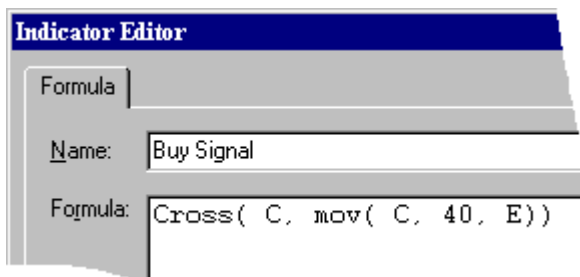 Indicator Editor
Formula
Name: Buy Signal
Formula: Cross( C, mov( C, 40, E))